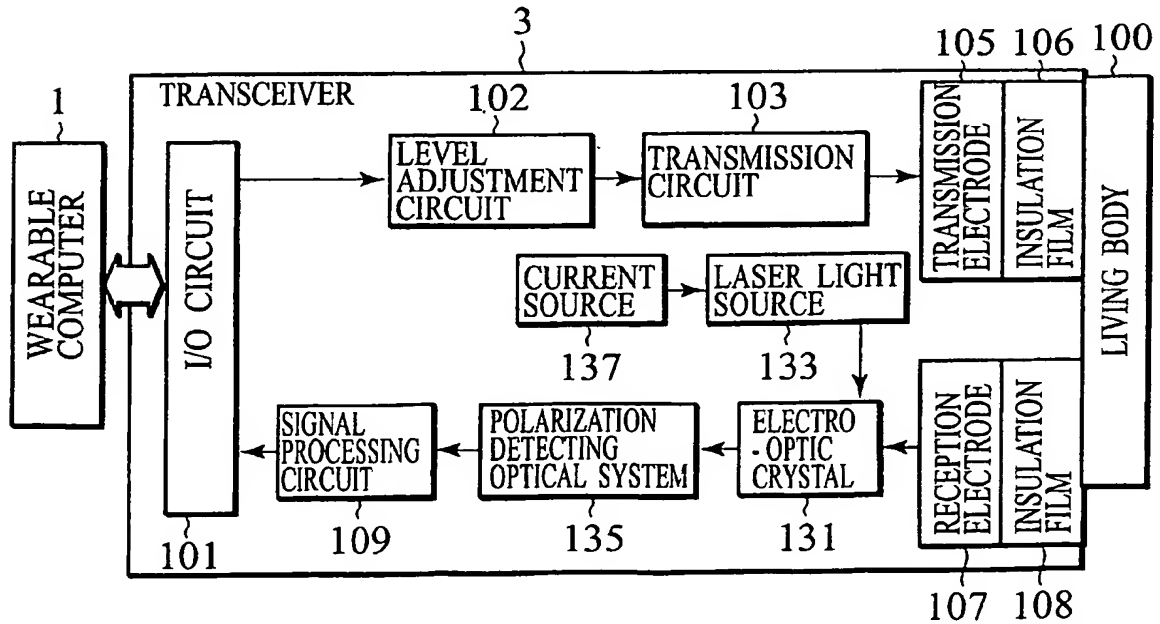 3
105
106
100
TRANSCEIVER
102
103
1
WEARABLE
COMPUTER
I/O CIRCUIT
LEVEL
ADJUSTMENT
CIRCUIT
TRANSMISSION
CIRCUIT
TRANSMISSION
ELECTRODE
INSULATION
FILM
LIVING BODY
CURRENT
SOURCE
LASER LIGHT
SOURCE
137
133
SIGNAL
PROCESSING
CIRCUIT
POLARIZATION
DETECTING
OPTICAL SYSTEM
ELECTRO
- OPTIC
CRYSTAL
RECEPTION
ELECTRODE
INSULATION
FILM
101
109
135
131
107
108